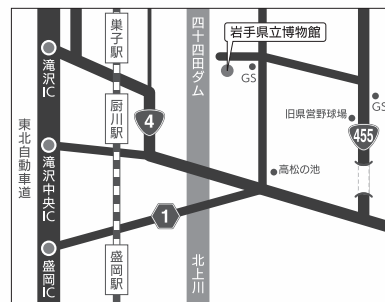 巣子駅
四十四田ダム
岩手県立博物館
滝沢IC
GS
厨川駅
4
GS
旧県営野球場
455
東北自動車道
滝沢中央IC
高松の池
1
盛岡IC
盛岡駅
北上川